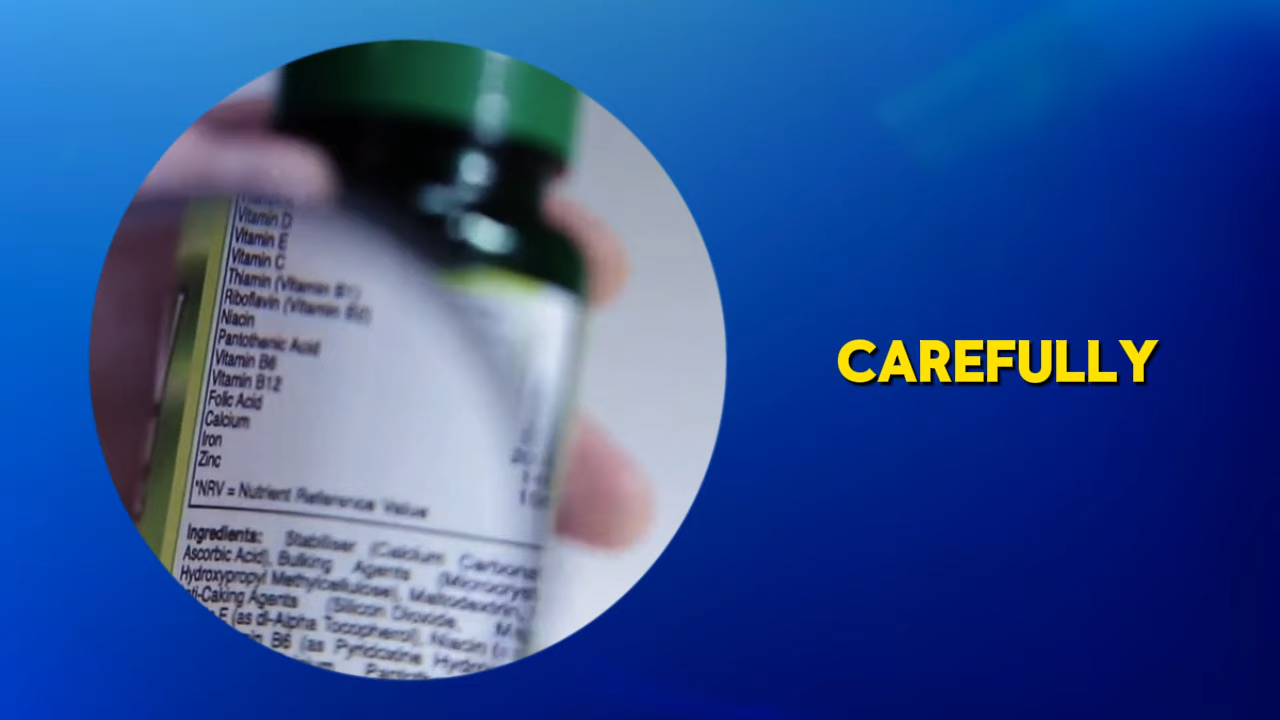 Vitamin D
Vitamin E
Vitamin C
Thiamin (Vitamin B1)
Riboflavin (Vitamin B2)
Niacin
Pantothenic Acid
Vitamin B6
Vitamin B12
Folic Acid
Calcium
Iron
Zinc
*NRV = Nutrient Reference Value
Ingredients: Stabiliser (Calcium
Ascorbic Acid), Bulking Agents
Hydroxypropyl Methylcellulose), Maltodextrin,
Agents (Silicon Dioxide,
E (as dl-Alpha Tocopherol), Niacin
B6 (as Pyridoxine
CAREFULLY